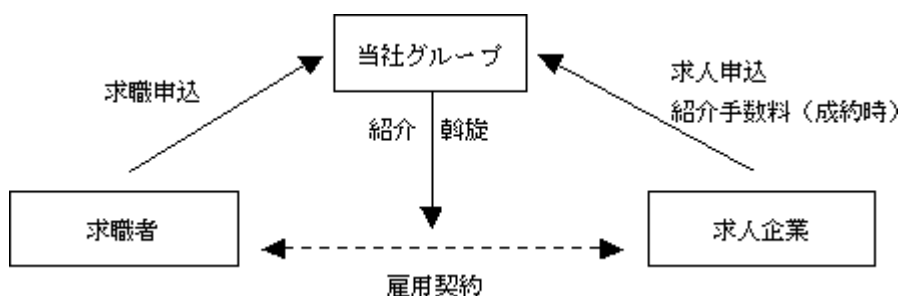 当社グループ
求職申込
求人申込
紹介手数料（成約時）
紹介 斡旋
求職者
求人企業
雇用契約